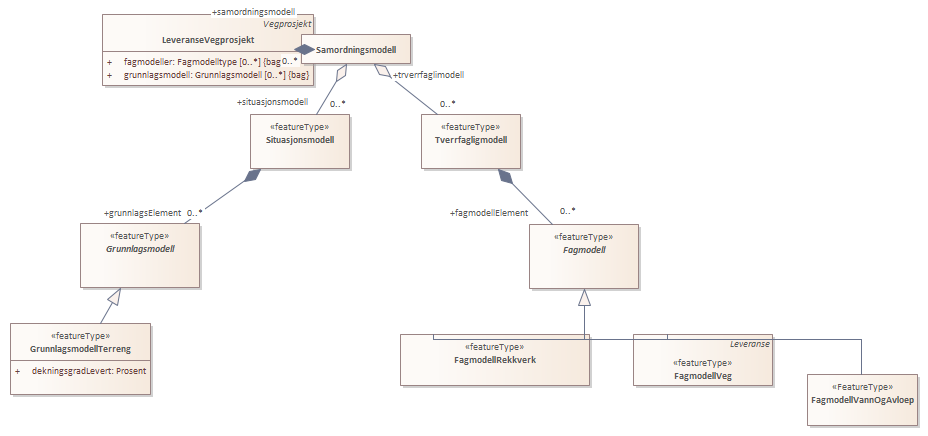 +samordningsmodell
Vegprosjekt
LeveranseVegprosjekt
+ fagmodeller: Fagmodelltype [0..*] {bag
0..*
+ grunnlagsmodell: Grunnlagsmodell [0..*] {bag}
Samordningsmodell
+trverrfaglimodell
+situasjonsmodell
0..*
0..*
«featureType»
Situasjonsmodell
«featureType»
Tverrfagligmodell
+grunnlagsElement
0..*
+fagmodellElement
0..*
«featureType»
Grunnlagsmodell
«featureType»
Fagmodell
«featureType»
GrunnlagsmodellTerreng
+ dekningsgradLevert: Prosent
«featureType»
FagmodellRekkverk
Leveranse
«featureType»
FagmodellVeg
«FeatureType»
FagmodellVannOgAvloep